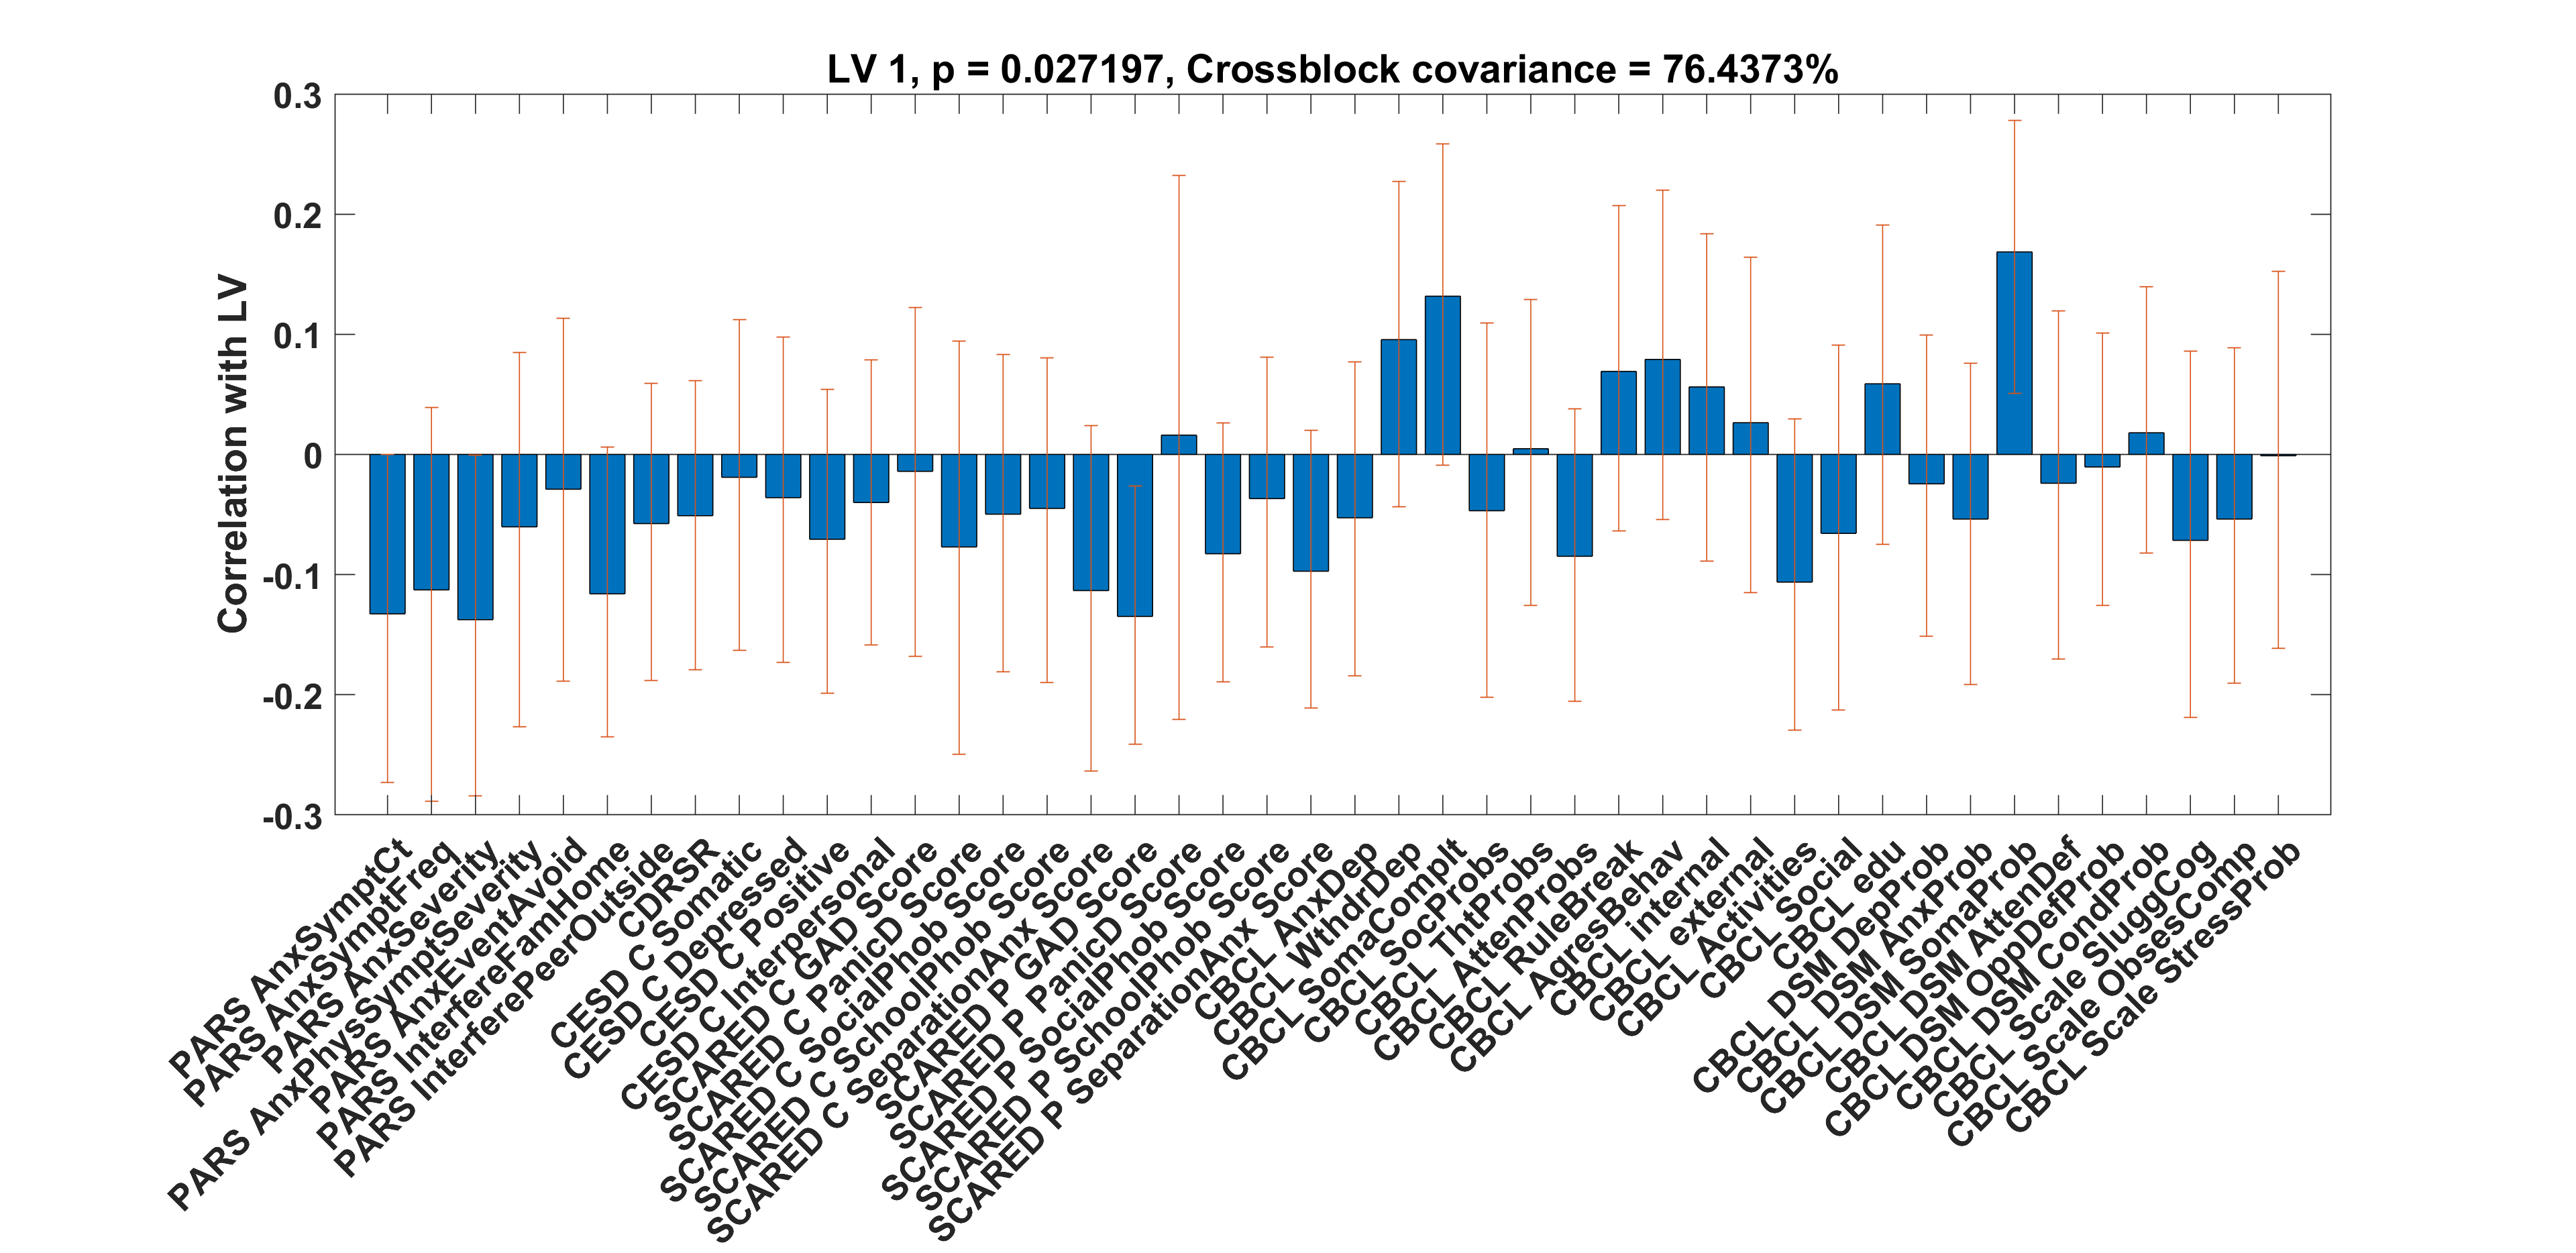 LV 1, p = 0.027197, Crossblock covariance = 76.4373%
0.3
0.2
0.1
0
-0.1
-0.2
-0.3
Correlation with LV
PARS AnxSymptCt
PARS AnxSymptFreq
PARS AnxSeverity
PARS AnxPhysSymptSeverity
PARS AnxEventAvoid
PARS InterfereFamHome
PARS InterferePeerOutside
CDRSR
CESD C Somatic
CESD C Depressed
CESD C Positive
CESD C Interpersonal
SCARED C GAD Score
SCARED C PanicD Score
SCARED C SocialPhob Score
SCARED C SchoolPhob Score
SCARED C SeparationAnx Score
SCARED P GAD Score
SCARED P PanicD Score
SCARED P SocialPhob Score
SCARED P SchoolPhob Score
SCARED P SeparationAnx Score
CBCL AnxDep
CBCL WthdrDep
CBCL SomaComplt
CBCL SocProbs
CBCL ThtProbs
CBCL AttenProbs
CBCL RuleBreak
CBCL AgresBehav
CBCL internal
CBCL external
CBCL Activities
CBCL Social
CBCL edu
CBCL DSM DepProb
CBCL DSM AnxProb
CBCL DSM SomaProb
CBCL DSM AttenDef
CBCL DSM OppDefProb
CBCL DSM CondProb
CBCL Scale SluggCog
CBCL Scale ObsesComp
CBCL Scale StressProb